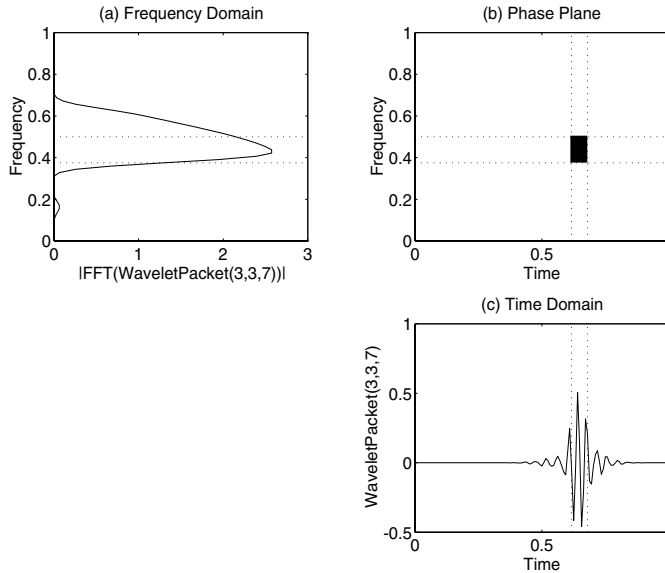 (a) Frequency Domain
1
0.8
0.6
0.4
0.2
0
Frequency
0
1
2
3
|FFT(WaveletPacket(3,3,7))|
(b) Phase Plane
1
0.8
0.6
0.4
0.2
0
Frequency
0
0.5
Time
(c) Time Domain
1
0.5
0
-0.5
WaveletPacket(3,3,7)
0
0.5
Time